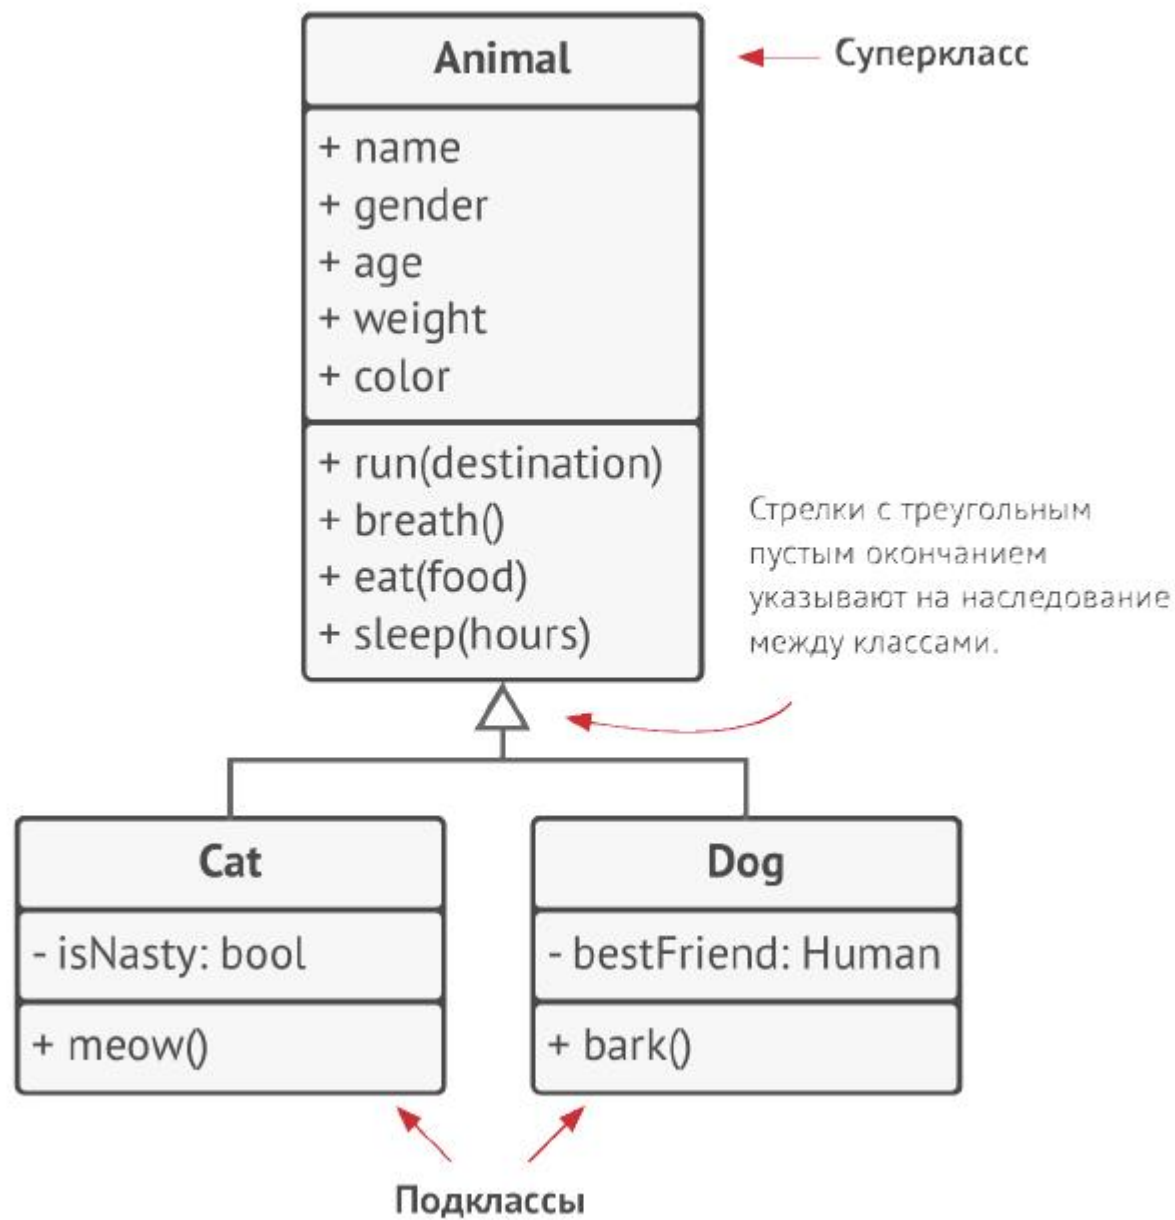 Animal
Суперкласс
+ name
+ gender
+ age
+ weight
+ color
+ run(destination)
+ breath()
+ eat(food)
+ sleep(hours)
Стрелки с треугольным
пустым окончанием
указывают на наследование
между классами.
Cat
- isNasty: bool
+ meow()
Dog
- bestFriend: Human
+ bark()
Подклассы